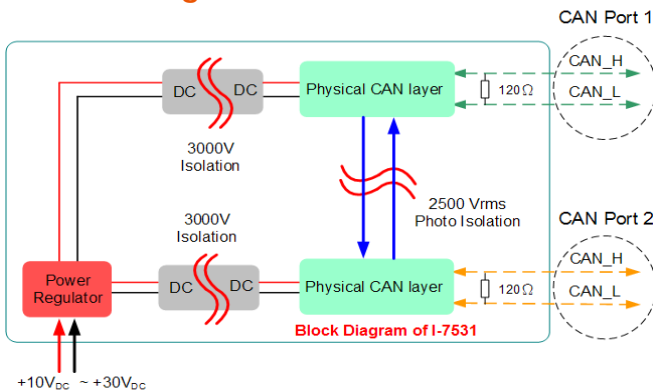 CAN Port 1
CAN_H
CAN_L
120Ω
DC DC
Physical CAN layer
3000V
Isolation
2500 Vrms
Photo Isolation
3000V
Isolation
CAN Port 2
CAN_H
CAN_L
120Ω
Power
Regulator
DC DC
Physical CAN layer
Block Diagram of I-7531
+10VDC ~ +30VDC